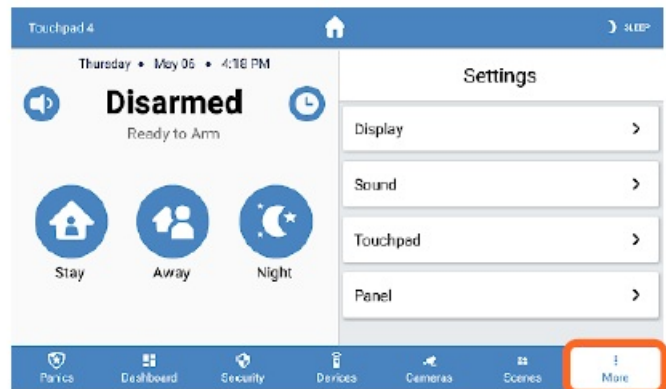 Touchpad 4
SLEEP
Thursday • May 06 • 4:18 PM
Disarmed
Ready to Arm
Stay
Away
Night
Settings
Display
Sound
Touchpad
Panel
Panics
Dashboard
Security
Devices
Cameras
Scenes
More